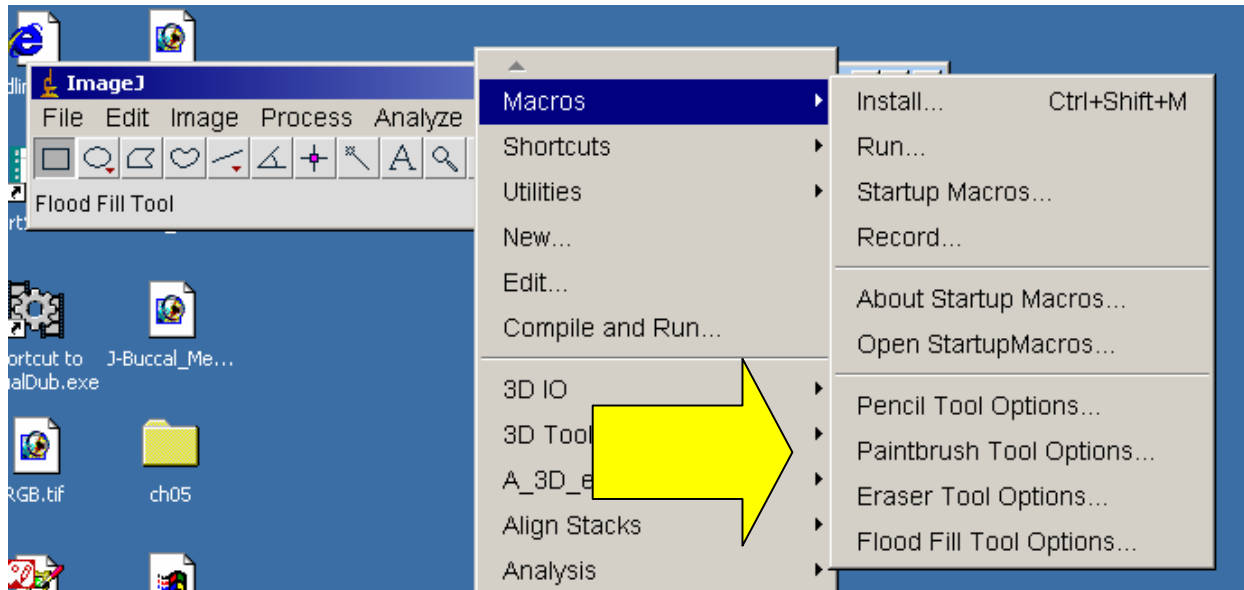 ImageJ
File Edit Image Process Analyze
A
Flood Fill Tool
Macros
Shortcuts
Utilities
New...
Edit...
Compile and Run...
3D IO
3D Tool
A_3D_e
Align Stacks
Analysis
Install... Ctrl+Shift+M
Run...
Startup Macros...
Record...
About Startup Macros...
Open StartupMacros...
Pencil Tool Options...
Paintbrush Tool Options...
Eraser Tool Options...
Flood Fill Tool Options...
ortcut to
ualDub.exe
J-Buccal_Me...
RGB.tif
ch05